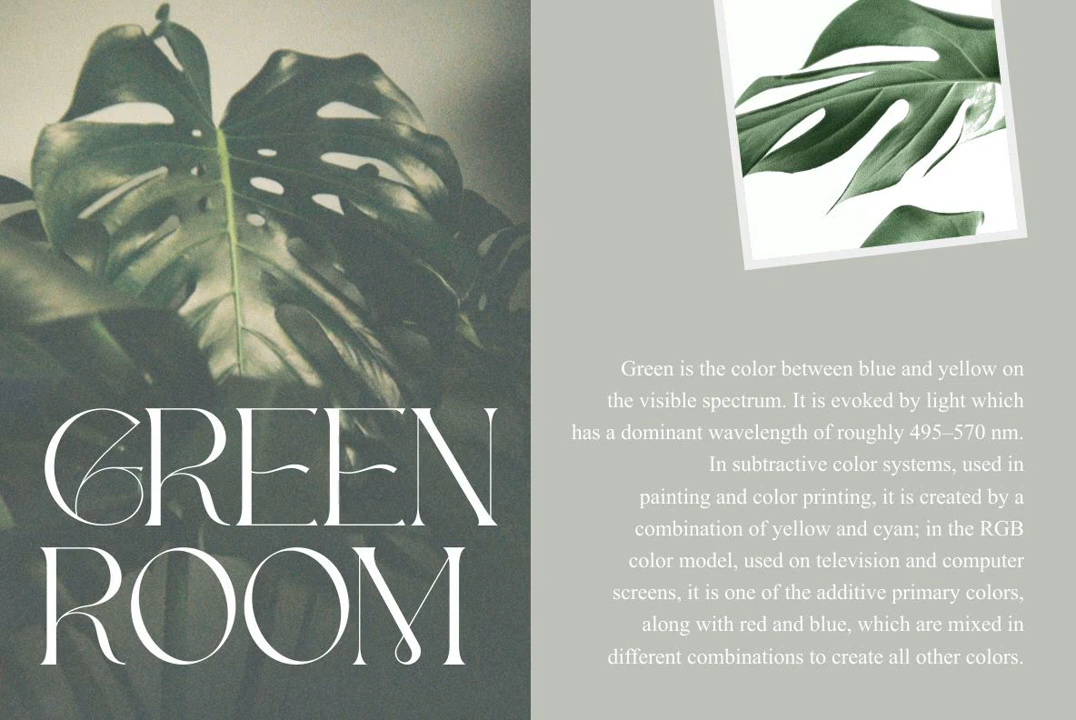 GREEN
ROOM
Green is the color between blue and yellow on
the visible spectrum. It is evoked by light which
has a dominant wavelength of roughly 495–570 nm.
In subtractive color systems, used in
painting and color printing, it is created by a
combination of yellow and cyan; in the RGB
color model, used on television and computer
screens, it is one of the additive primary colors,
along with red and blue, which are mixed in
different combinations to create all other colors.